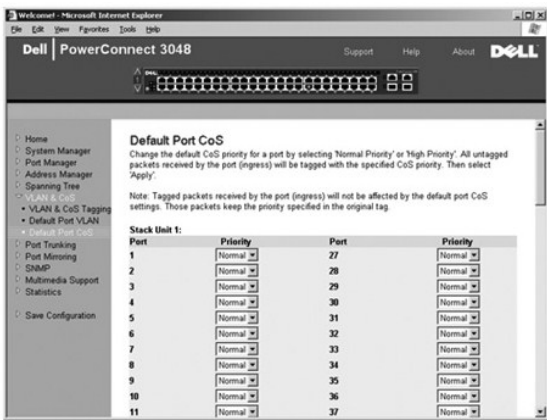 Welcome! - Microsoft Internet Explorer
File Edit View Favorites Tools Help
Dell | PowerConnect 3048
Support Help About DELL
Home
System Manager
Port Manager
Address Manager
Spanning Tree
VLAN & CoS
VLAN & CoS Tagging
Default Port VLAN
Default Port CoS
Port Trunking
Port Mirroring
SNMP
Multimedia Support
Statistics
Save Configuration
Default Port CoS
Change the default CoS priority for a port by selecting 'Normal Priority' or 'High Priority'. All untagged
packets received by the port (ingress) will be tagged with the specified CoS priority. Then select
'Apply'.
Note: Tagged packets received by the port (ingress) will not be affected by the default port CoS
settings. Those packets keep the priority specified in the original tag.
Stack Unit 1:
Port Priority Port Priority
1 Normal 27 Normal
2 Normal 28 Normal
3 Normal 29 Normal
4 Normal 30 Normal
5 Normal 31 Normal
6 Normal 32 Normal
7 Normal 33 Normal
8 Normal 34 Normal
9 Normal 35 Normal
10 Normal 36 Normal
11 Normal 37 Normal